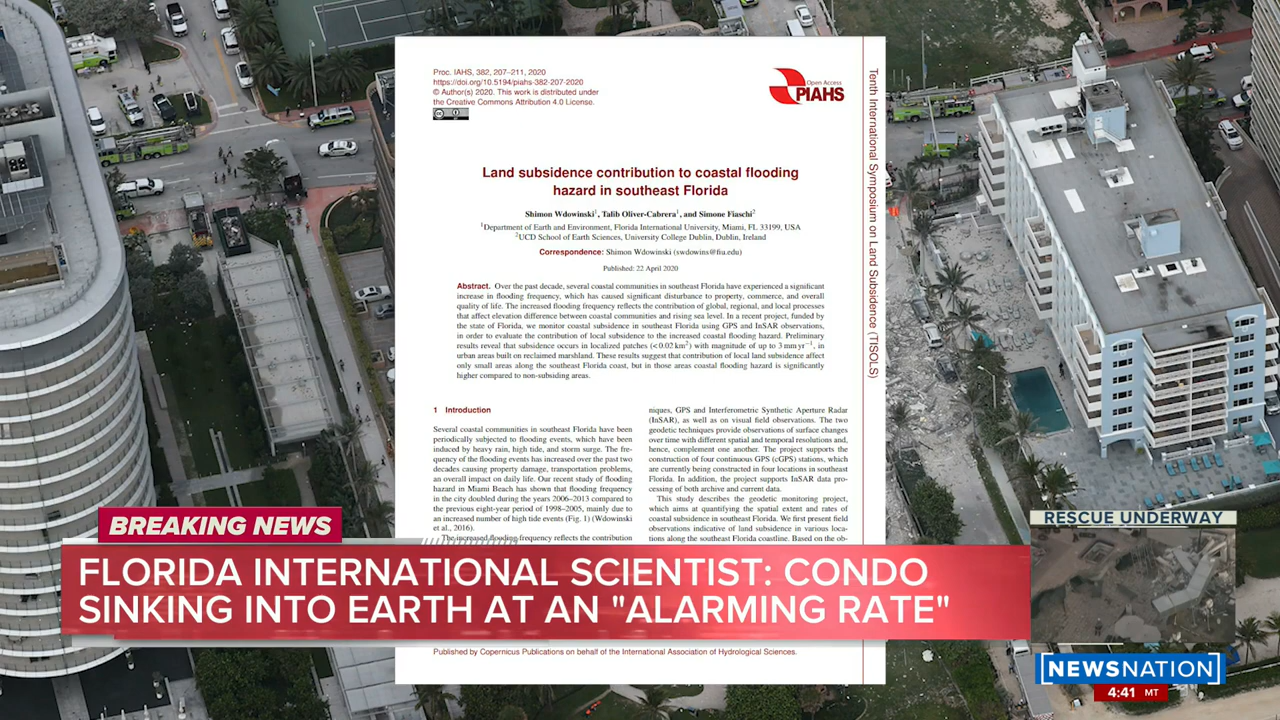 Proc. IAHS, 382, 207–211, 2020
https://doi.org/10.5194/piahs-382-207-2020
© Author(s) 2020. This work is distributed under
the Creative Commons Attribution 4.0 License.
Open Access
PIAHS
Tenth International Symposium on Land Subsidence (TISOLS)
Land subsidence contribution to coastal flooding
hazard in southeast Florida
Shimon Wdowinski1, Talib Oliver-Cabrera1, and Simone Fiaschi2
1Department of Earth and Environment, Florida International University, Miami, FL 33199, USA
2UCD School of Earth Sciences, University College Dublin, Dublin, Ireland
Correspondence: Shimon Wdowinski (swdowins@fiu.edu)
Published: 22 April 2020
Abstract. Over the past decade, several coastal communities in southeast Florida have experienced a significant
increase in flooding frequency, which has caused significant disturbance to property, commerce, and overall
quality of life. The increased flooding frequency reflects the contribution of global, regional, and local processes
that affect elevation difference between coastal communities and rising sea level. In a recent project, funded by
the state of Florida, we monitor coastal subsidence in southeast Florida using GPS and InSAR observations,
in order to evaluate the contribution of local subsidence to the increased coastal flooding hazard. Preliminary
results reveal that subsidence occurs in localized patches (<0.02 km2) with magnitude of up to 3 mm yr−1, in
urban areas built on reclaimed marshland. These results suggest that contribution of local land subsidence affect
only small areas along the southeast Florida coast, but in those areas coastal flooding hazard is significantly
higher compared to non-subsiding areas.
1 Introduction
Several coastal communities in southeast Florida have been
periodically subjected to flooding events, which have been
induced by heavy rain, high tide, and storm surge. The fre-
quency of the flooding events has increased over the past two
decades causing property damage, transportation problems,
an overall impact on daily life. Our recent study of flooding
hazard in Miami Beach has shown that flooding frequency
in the city doubled during the years 2006–2013 compared to
the previous eight-year period of 1998–2005, mainly due to
an increased number of high tide events (Fig. 1) (Wdowinski
et al., 2016).
The increased flooding frequency reflects the contribution
niques, GPS and Interferometric Synthetic Aperture Radar
(InSAR), as well as on visual field observations. The two
geodetic techniques provide observations of surface changes
over time with different spatial and temporal resolutions and,
hence, complement one another. The project supports the
construction of four continuous GPS (cGPS) stations, which
are currently being constructed in four locations in southeast
Florida. In addition, the project supports InSAR data pro-
cessing of both archive and current data.
This study describes the geodetic monitoring project,
which aims at quantifying the spatial extent and rates of
coastal subsidence in southeast Florida. We first present field
observations indicative of land subsidence in various loca-
tions along the southeast Florida coastline. Based on the ob-
BREAKING NEWS
FLORIDA INTERNATIONAL SCIENTIST: CONDO
SINKING INTO EARTH AT AN "ALARMING RATE"
RESCUE UNDERWAY
Published by Copernicus Publications on behalf of the International Association of Hydrological Sciences.
NEWSNATION
4:41 MT